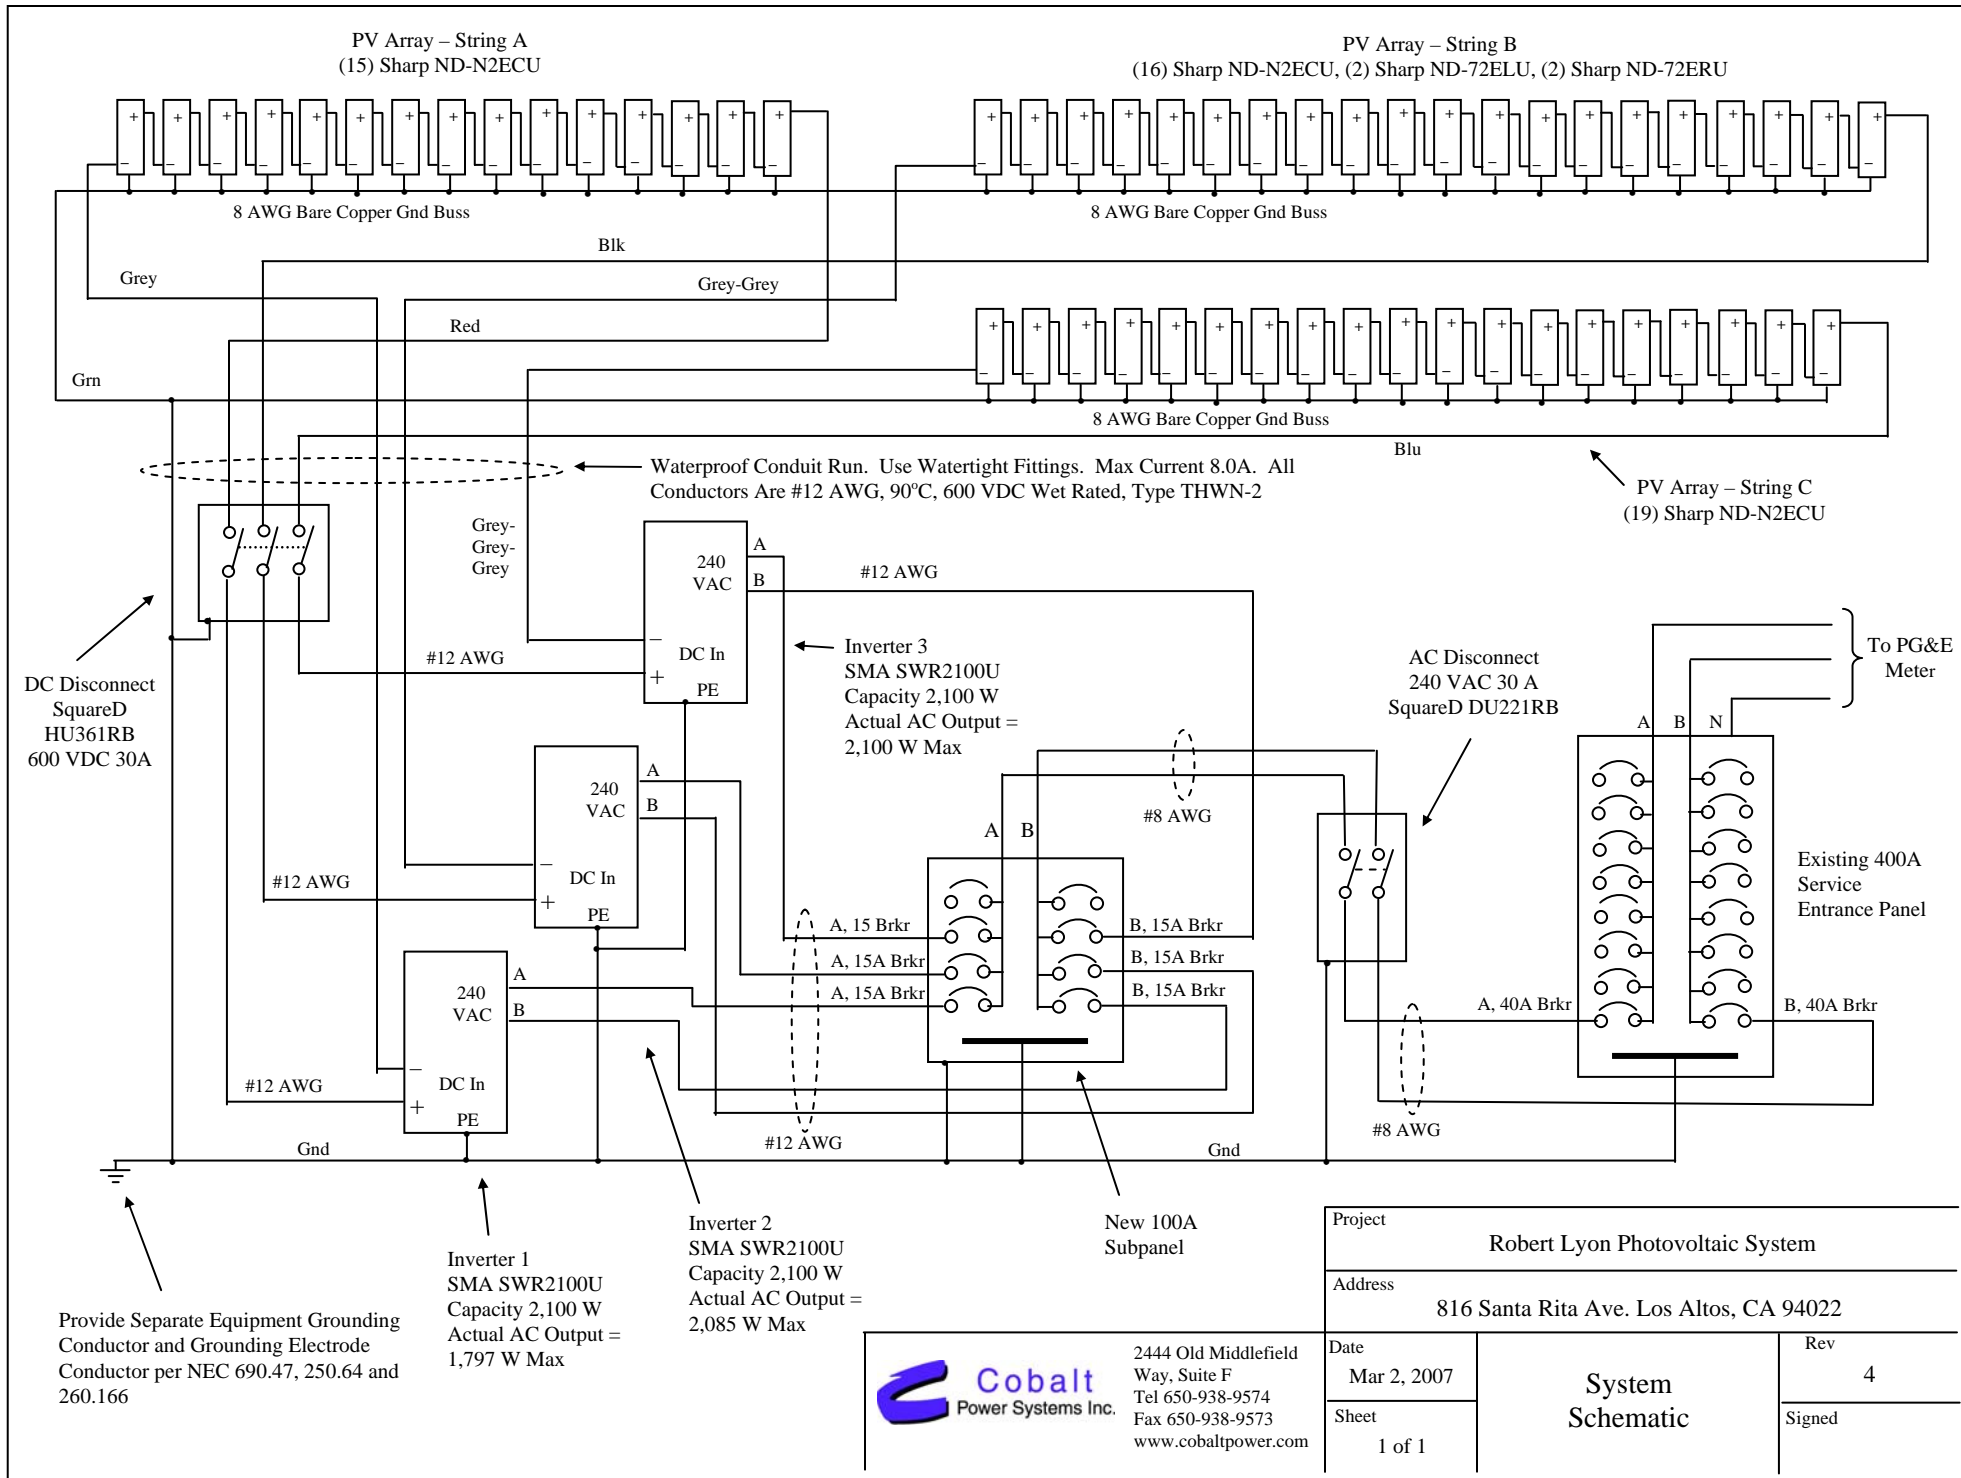 PV Array – String A
(15) Sharp ND-N2ECU
PV Array – String B
(16) Sharp ND-N2ECU, (2) Sharp ND-72ELU, (2) Sharp ND-72ERU
8 AWG Bare Copper Gnd Buss
8 AWG Bare Copper Gnd Buss
Blk
Grey
Grey-Grey
Red
Grn
8 AWG Bare Copper Gnd Buss
Blu
Waterproof Conduit Run. Use Watertight Fittings. Max Current 8.0A. All
Conductors Are #12 AWG, 90°C, 600 VDC Wet Rated, Type THWN-2
PV Array – String C
(19) Sharp ND-N2ECU
Grey-
Grey-
Grey
240
VAC
A
B
DC In
−
+
PE
#12 AWG
#12 AWG
DC Disconnect
SquareD
HU361RB
600 VDC 30A
Inverter 3
SMA SWR2100U
Capacity 2,100 W
Actual AC Output =
2,100 W Max
AC Disconnect
240 VAC 30 A
SquareD DU221RB
To PG&E
Meter
A B N
240
VAC
A
B
DC In
−
+
PE
#12 AWG
#8 AWG
A B
Existing 400A
Service
Entrance Panel
A, 15 Brkr
A, 15A Brkr
A, 15A Brkr
B, 15A Brkr
B, 15A Brkr
B, 15A Brkr
A, 40A Brkr
B, 40A Brkr
240
VAC
A
B
DC In
−
+
PE
#12 AWG
#12 AWG
#8 AWG
Gnd
Gnd
Provide Separate Equipment Grounding
Conductor and Grounding Electrode
Conductor per NEC 690.47, 250.64 and
260.166
Inverter 1
SMA SWR2100U
Capacity 2,100 W
Actual AC Output =
1,797 W Max
Inverter 2
SMA SWR2100U
Capacity 2,100 W
Actual AC Output =
2,085 W Max
New 100A
Subpanel
Project
Robert Lyon Photovoltaic System
Address
816 Santa Rita Ave. Los Altos, CA 94022
Cobalt
Power Systems Inc.
2444 Old Middlefield
Way, Suite F
Tel 650-938-9574
Fax 650-938-9573
www.cobaltpower.com
Date
Mar 2, 2007
Sheet
1 of 1
System
Schematic
Rev
4
Signed